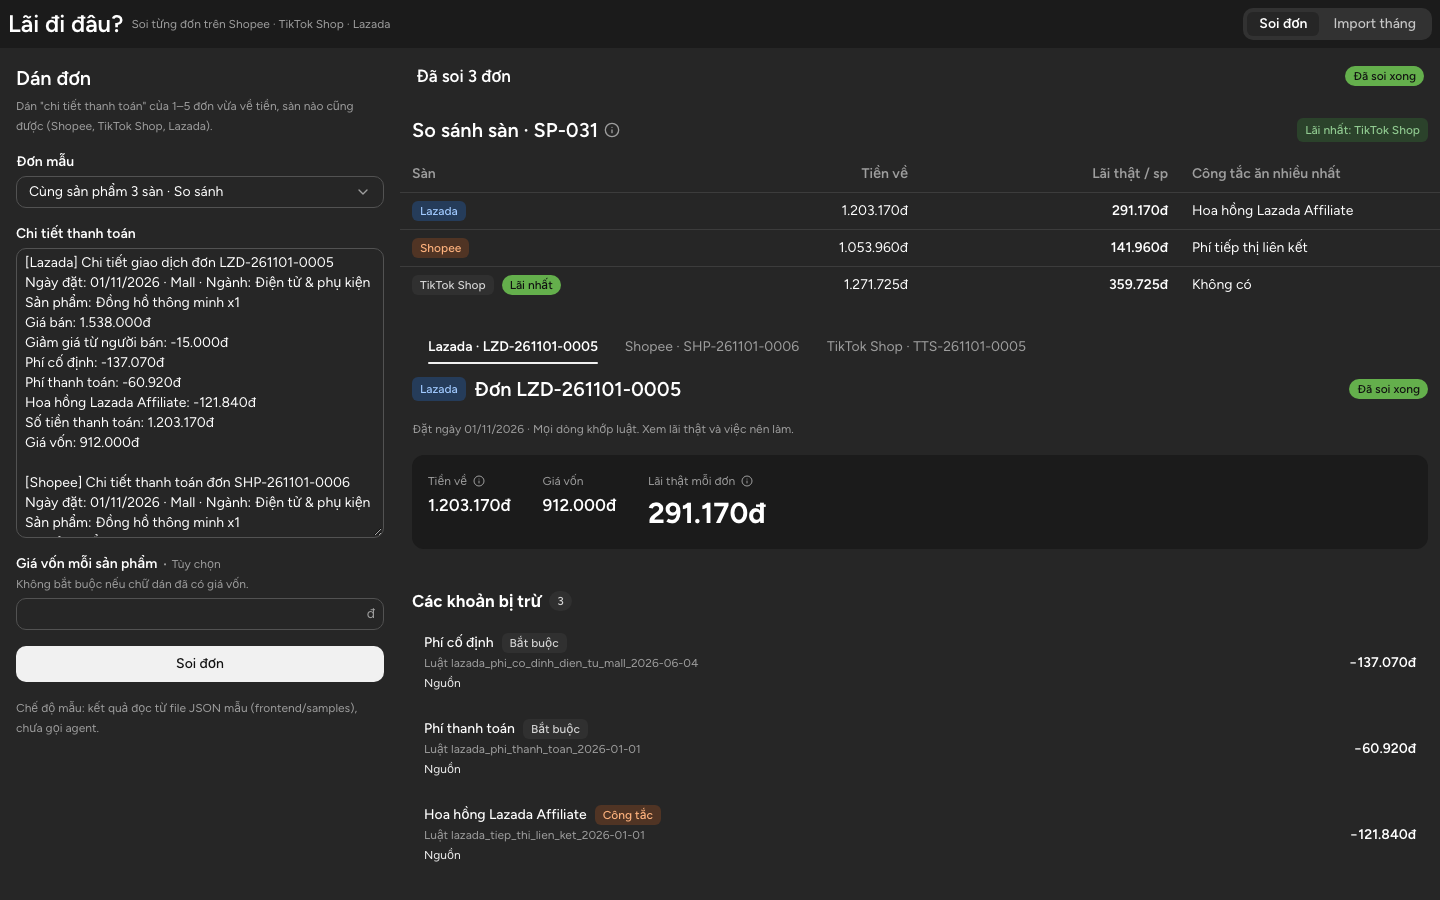 Lãi đi đâu? Soi từng đơn trên Shopee · TikTok Shop · Lazada
Soi đơn Import tháng
Dán đơn
Dán "chi tiết thanh toán" của 1–5 đơn vừa về tiền, sàn nào cũng
được (Shopee, TikTok Shop, Lazada).
Đơn mẫu
Cùng sản phẩm 3 sàn · So sánh
Chi tiết thanh toán
[Lazada] Chi tiết giao dịch đơn LZD-261101-0005
Ngày đặt: 01/11/2026 · Mall · Ngành: Điện tử & phụ kiện
Sản phẩm: Đồng hồ thông minh x1
Giá bán: 1.538.000đ
Giảm giá từ người bán: -15.000đ
Phí cố định: -137.070đ
Phí thanh toán: -60.920đ
Hoa hồng Lazada Affiliate: -121.840đ
Số tiền thanh toán: 1.203.170đ
Giá vốn: 912.000đ
[Shopee] Chi tiết thanh toán đơn SHP-261101-0006
Ngày đặt: 01/11/2026 · Mall · Ngành: Điện tử & phụ kiện
Sản phẩm: Đồng hồ thông minh x1
Giá vốn mỗi sản phẩm · Tùy chọn
Không bắt buộc nếu chữ dán đã có giá vốn.
đ
Soi đơn
Chế độ mẫu: kết quả đọc từ file JSON mẫu (frontend/samples),
chưa gọi agent.
Đã soi 3 đơn Đã soi xong
So sánh sàn · SP-031 Lãi nhất: TikTok Shop
Sàn Tiền về Lãi thật / sp Công tắc ăn nhiều nhất
Lazada 1.203.170đ 291.170đ Hoa hồng Lazada Affiliate
Shopee 1.053.960đ 141.960đ Phí tiếp thị liên kết
TikTok Shop Lãi nhất 1.271.725đ 359.725đ Không có
Lazada · LZD-261101-0005 Shopee · SHP-261101-0006 TikTok Shop · TTS-261101-0005
Lazada Đơn LZD-261101-0005 Đã soi xong
Đặt ngày 01/11/2026 · Mọi dòng khớp luật. Xem lãi thật và việc nên làm.
Tiền về Giá vốn Lãi thật mỗi đơn
1.203.170đ 912.000đ 291.170đ
Các khoản bị trừ 3
Phí cố định Bắt buộc
Luật lazada_phi_co_dinh_dien_tu_mall_2026-06-04 −137.070đ
Nguồn
Phí thanh toán Bắt buộc
Luật lazada_phi_thanh_toan_2026-01-01 −60.920đ
Nguồn
Hoa hồng Lazada Affiliate Công tắc
Luật lazada_tiep_thi_lien_ket_2026-01-01 −121.840đ
Nguồn